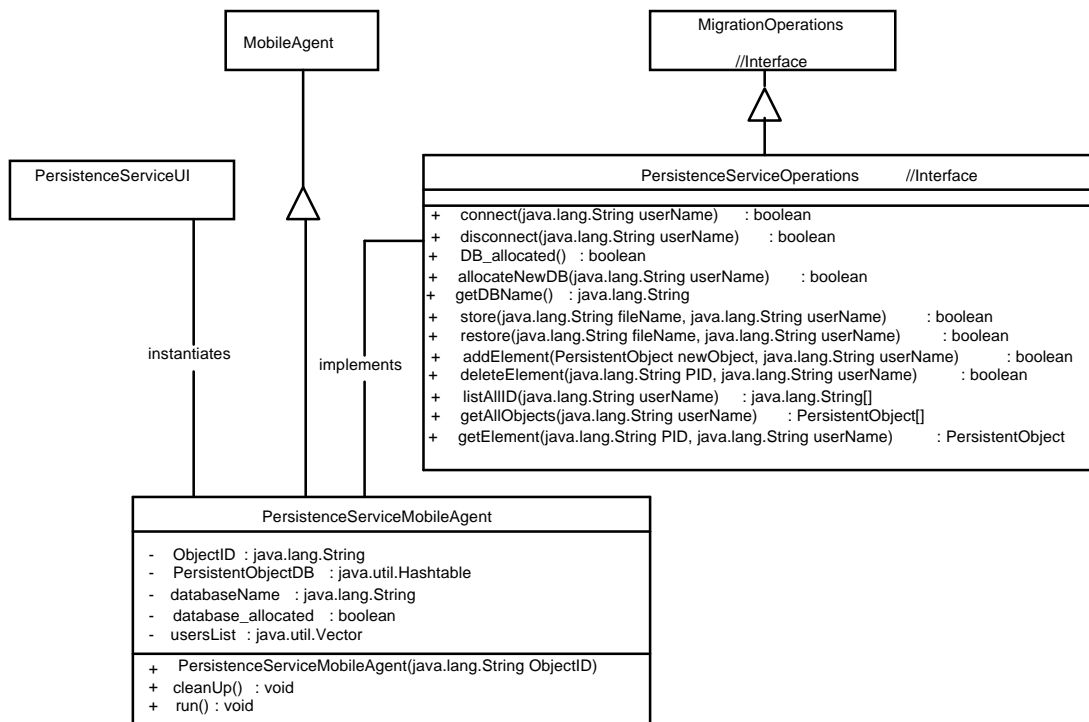 MobileAgent
MigrationOperations
//Interface
PersistenceServiceUI
PersistenceServiceOperations //Interface
+ connect(java.lang.String userName) : boolean
+ disconnect(java.lang.String userName) : boolean
+ DB_allocated() : boolean
+ allocateNewDB(java.lang.String userName) : boolean
+ getDBName() : java.lang.String
+ store(java.lang.String fileName, java.lang.String userName) : boolean
+ restore(java.lang.String fileName, java.lang.String userName) : boolean
+ addElement(PersistentObject newObject, java.lang.String userName) : boolean
+ deleteElement(java.lang.String PID, java.lang.String userName) : boolean
+ listAllID(java.lang.String userName) : java.lang.String[]
+ getAllObjects(java.lang.String userName) : PersistentObject[]
+ getElement(java.lang.String PID, java.lang.String userName) : PersistentObject
instantiates
implements
PersistenceServiceMobileAgent
- ObjectID : java.lang.String
- PersistentObjectDB : java.util.Hashtable
- databaseName : java.lang.String
- database_allocated : boolean
- usersList : java.util.Vector
+ PersistenceServiceMobileAgent(java.lang.String ObjectID)
+ cleanUp() : void
+ run() : void